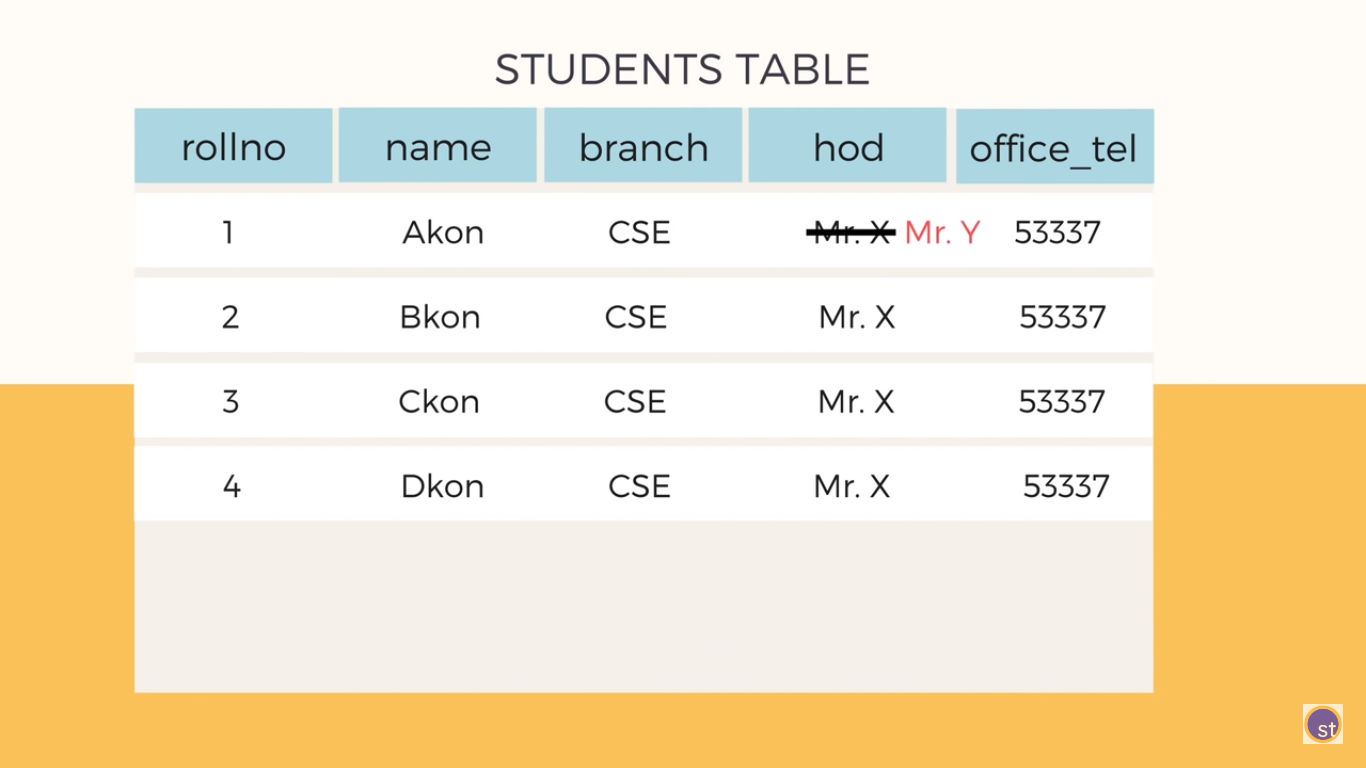 STUDENTS TABLE
rollno name branch hod office_tel
1 Akon CSE Mr. X Mr. Y 53337
2 Bkon CSE Mr. X 53337
3 Ckon CSE Mr. X 53337
4 Dkon CSE Mr. X 53337
st